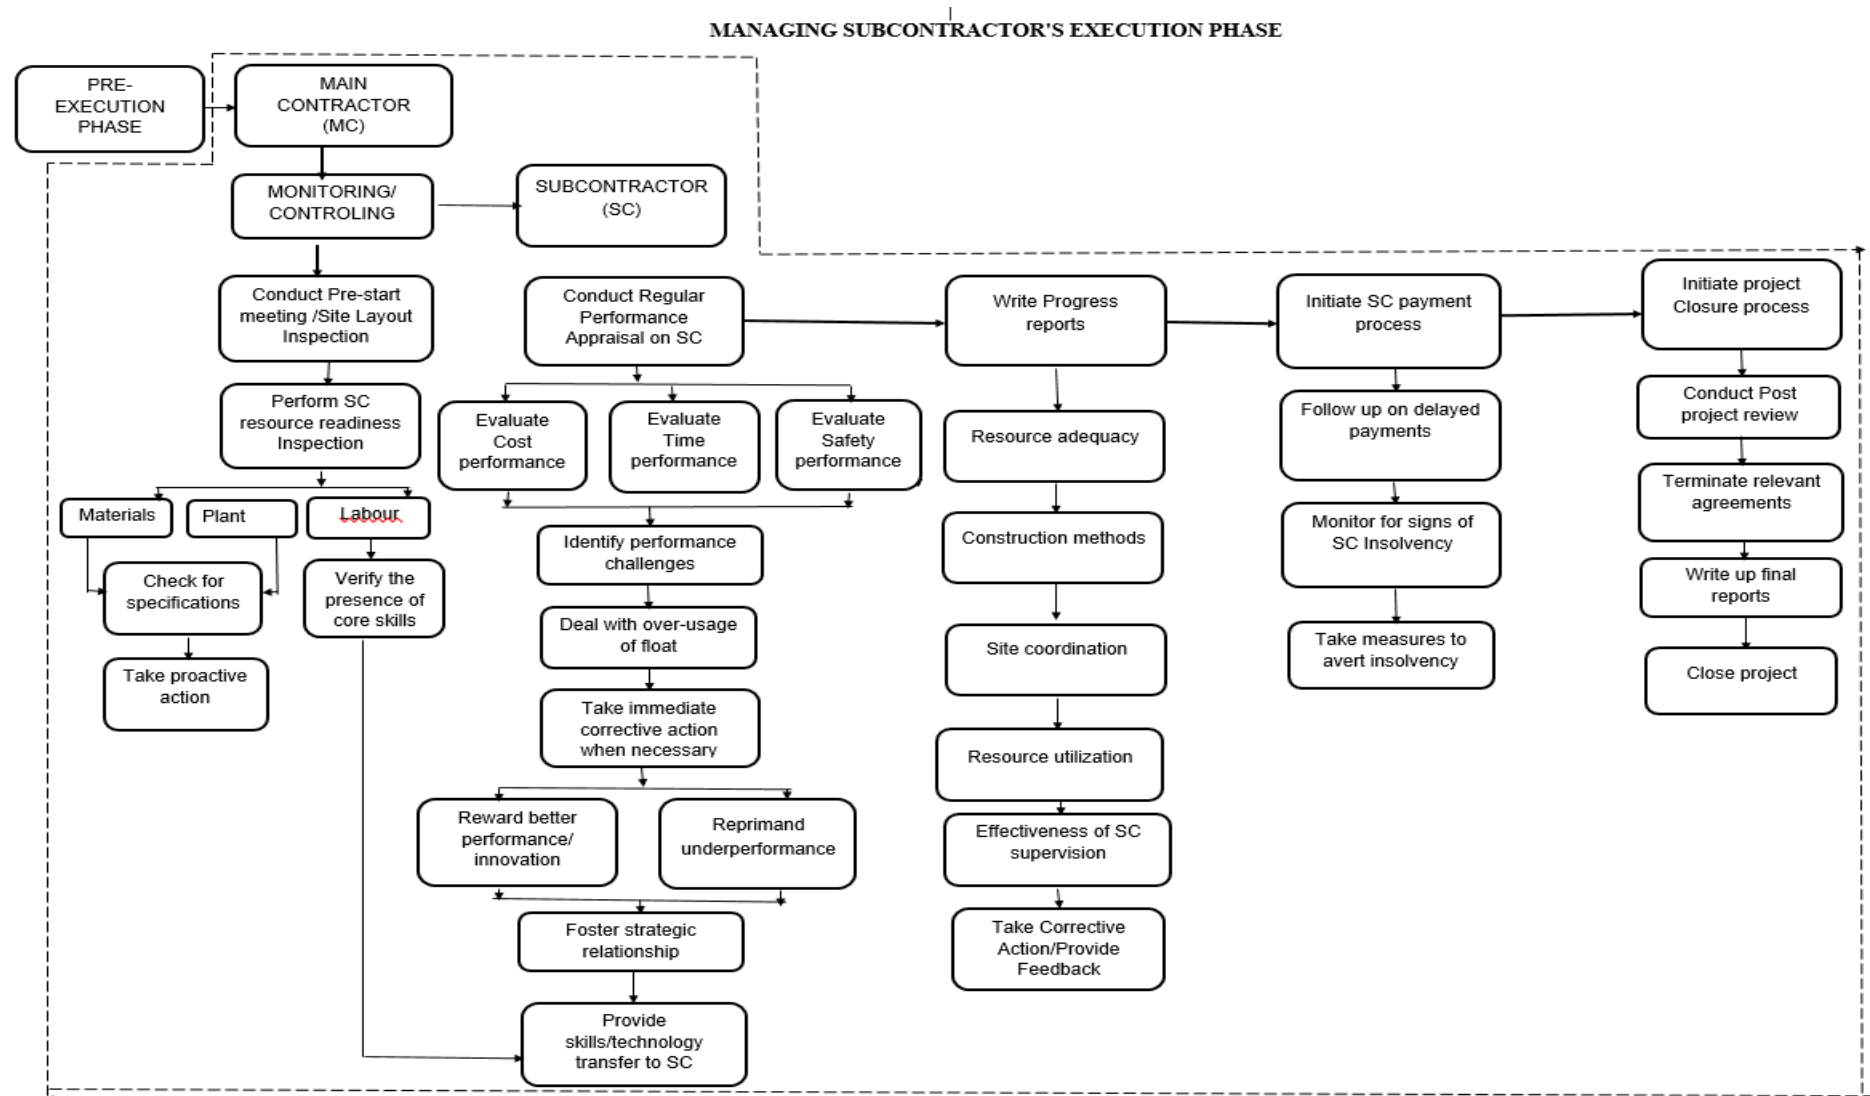 MANAGING SUBCONTRACTOR'S EXECUTION PHASE
PRE-
EXECUTION
PHASE
MAIN
CONTRACTOR
(MC)
MONITORING/
CONTROLING
SUBCONTRACTOR
(SC)
Conduct Pre-start
meeting /Site Layout
Inspection
Perform SC
resource readiness
Inspection
Materials
Plant
Labour
Check for
specifications
Verify the
presence of
core skills
Take proactive
action
Conduct Regular
Performance
Appraisal on SC
Evaluate
Cost
performance
Evaluate
Time
performance
Evaluate
Safety
performance
Identify performance
challenges
Deal with over-usage
of float
Take immediate
corrective action
when necessary
Reward better
performance/
innovation
Reprimand
underperformance
Foster strategic
relationship
Provide
skills/technology
transfer to SC
Write Progress
reports
Resource adequacy
Construction methods
Site coordination
Resource utilization
Effectiveness of SC
supervision
Take Corrective
Action/Provide
Feedback
Initiate SC payment
process
Follow up on delayed
payments
Monitor for signs of
SC Insolvency
Take measures to
avert insolvency
Initiate project
Closure process
Conduct Post
project review
Terminate relevant
agreements
Write up final
reports
Close project